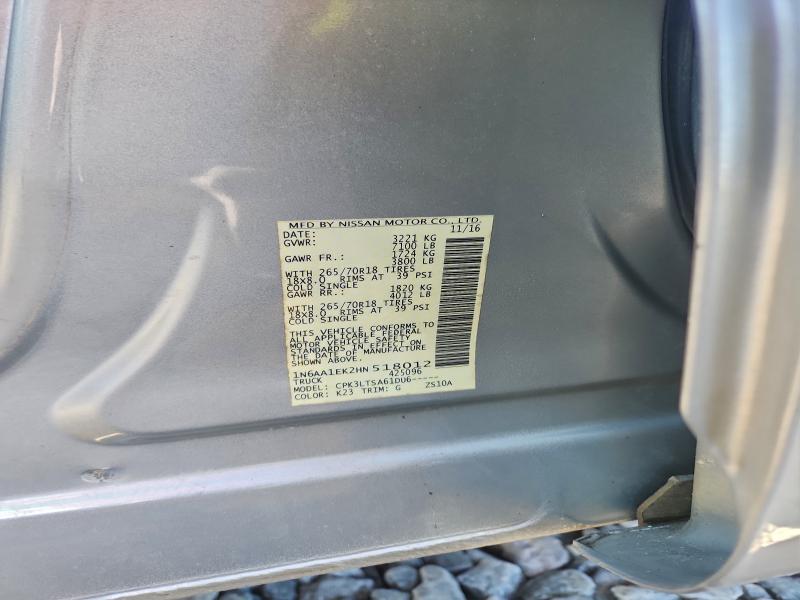 MFD BY NISSAN MOTOR CO., LTD.
DATE: 11/16
GVWR: 3221 KG
7100 LB
GAWR FR.: 1724 KG
3800 LB
WITH 265/70R18 TIRES
18x8.0 RIMS AT 39 PSI
COLD SINGLE
GAWR RR.: 1820 KG
4012 LB
WITH 265/70R18 TIRES
18x8.0 RIMS AT 39 PSI
COLD SINGLE
THIS VEHICLE CONFORMS TO
ALL APPLICABLE FEDERAL
MOTOR VEHICLE SAFETY
STANDARDS IN EFFECT ON
THE DATE OF MANUFACTURE
SHOWN ABOVE.
1N6AA1EK2HN518012
TRUCK 425096
MODEL: CPK3LTSA61DU6-----
COLOR: K23 TRIM: G ZS10A